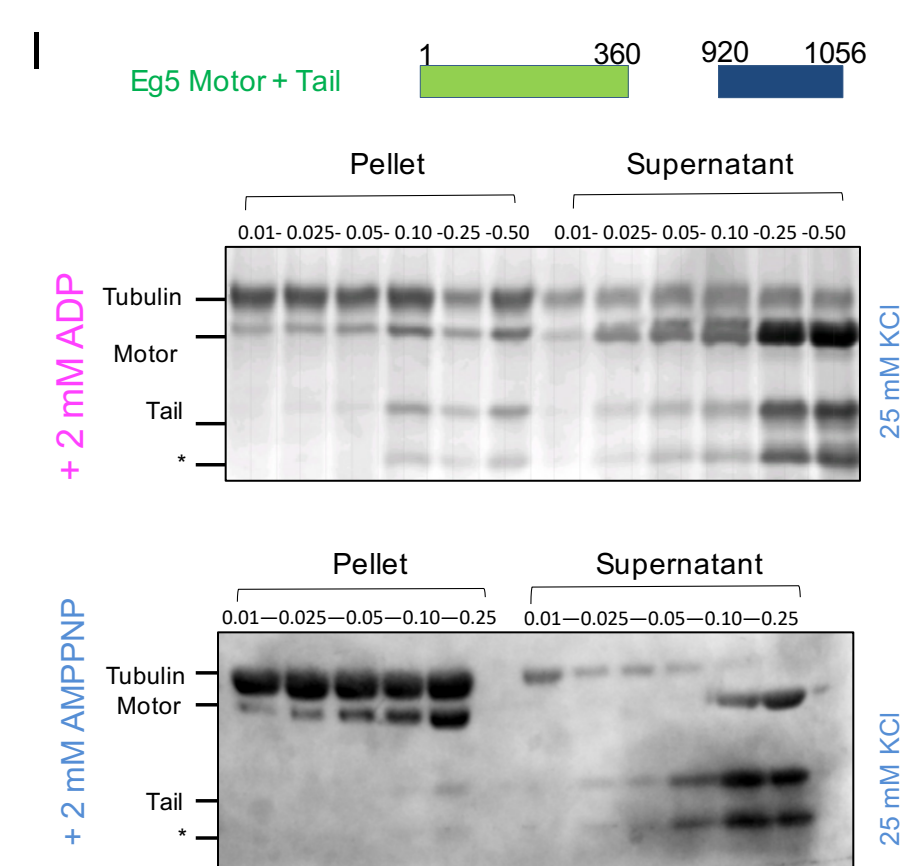 I
1 360 920 1056
Eg5 Motor + Tail
Pellet Supernatant
0.01- 0.025- 0.05- 0.10 -0.25 -0.50 0.01- 0.025- 0.05- 0.10 -0.25 -0.50
+ 2 mM ADP
Tubulin
Motor
Tail
*
25 mM KCl
Pellet Supernatant
0.01—0.025—0.05—0.10—0.25 0.01—0.025—0.05—0.10—0.25
+ 2 mM AMPPNP
Tubulin
Motor
Tail
*
25 mM KCl